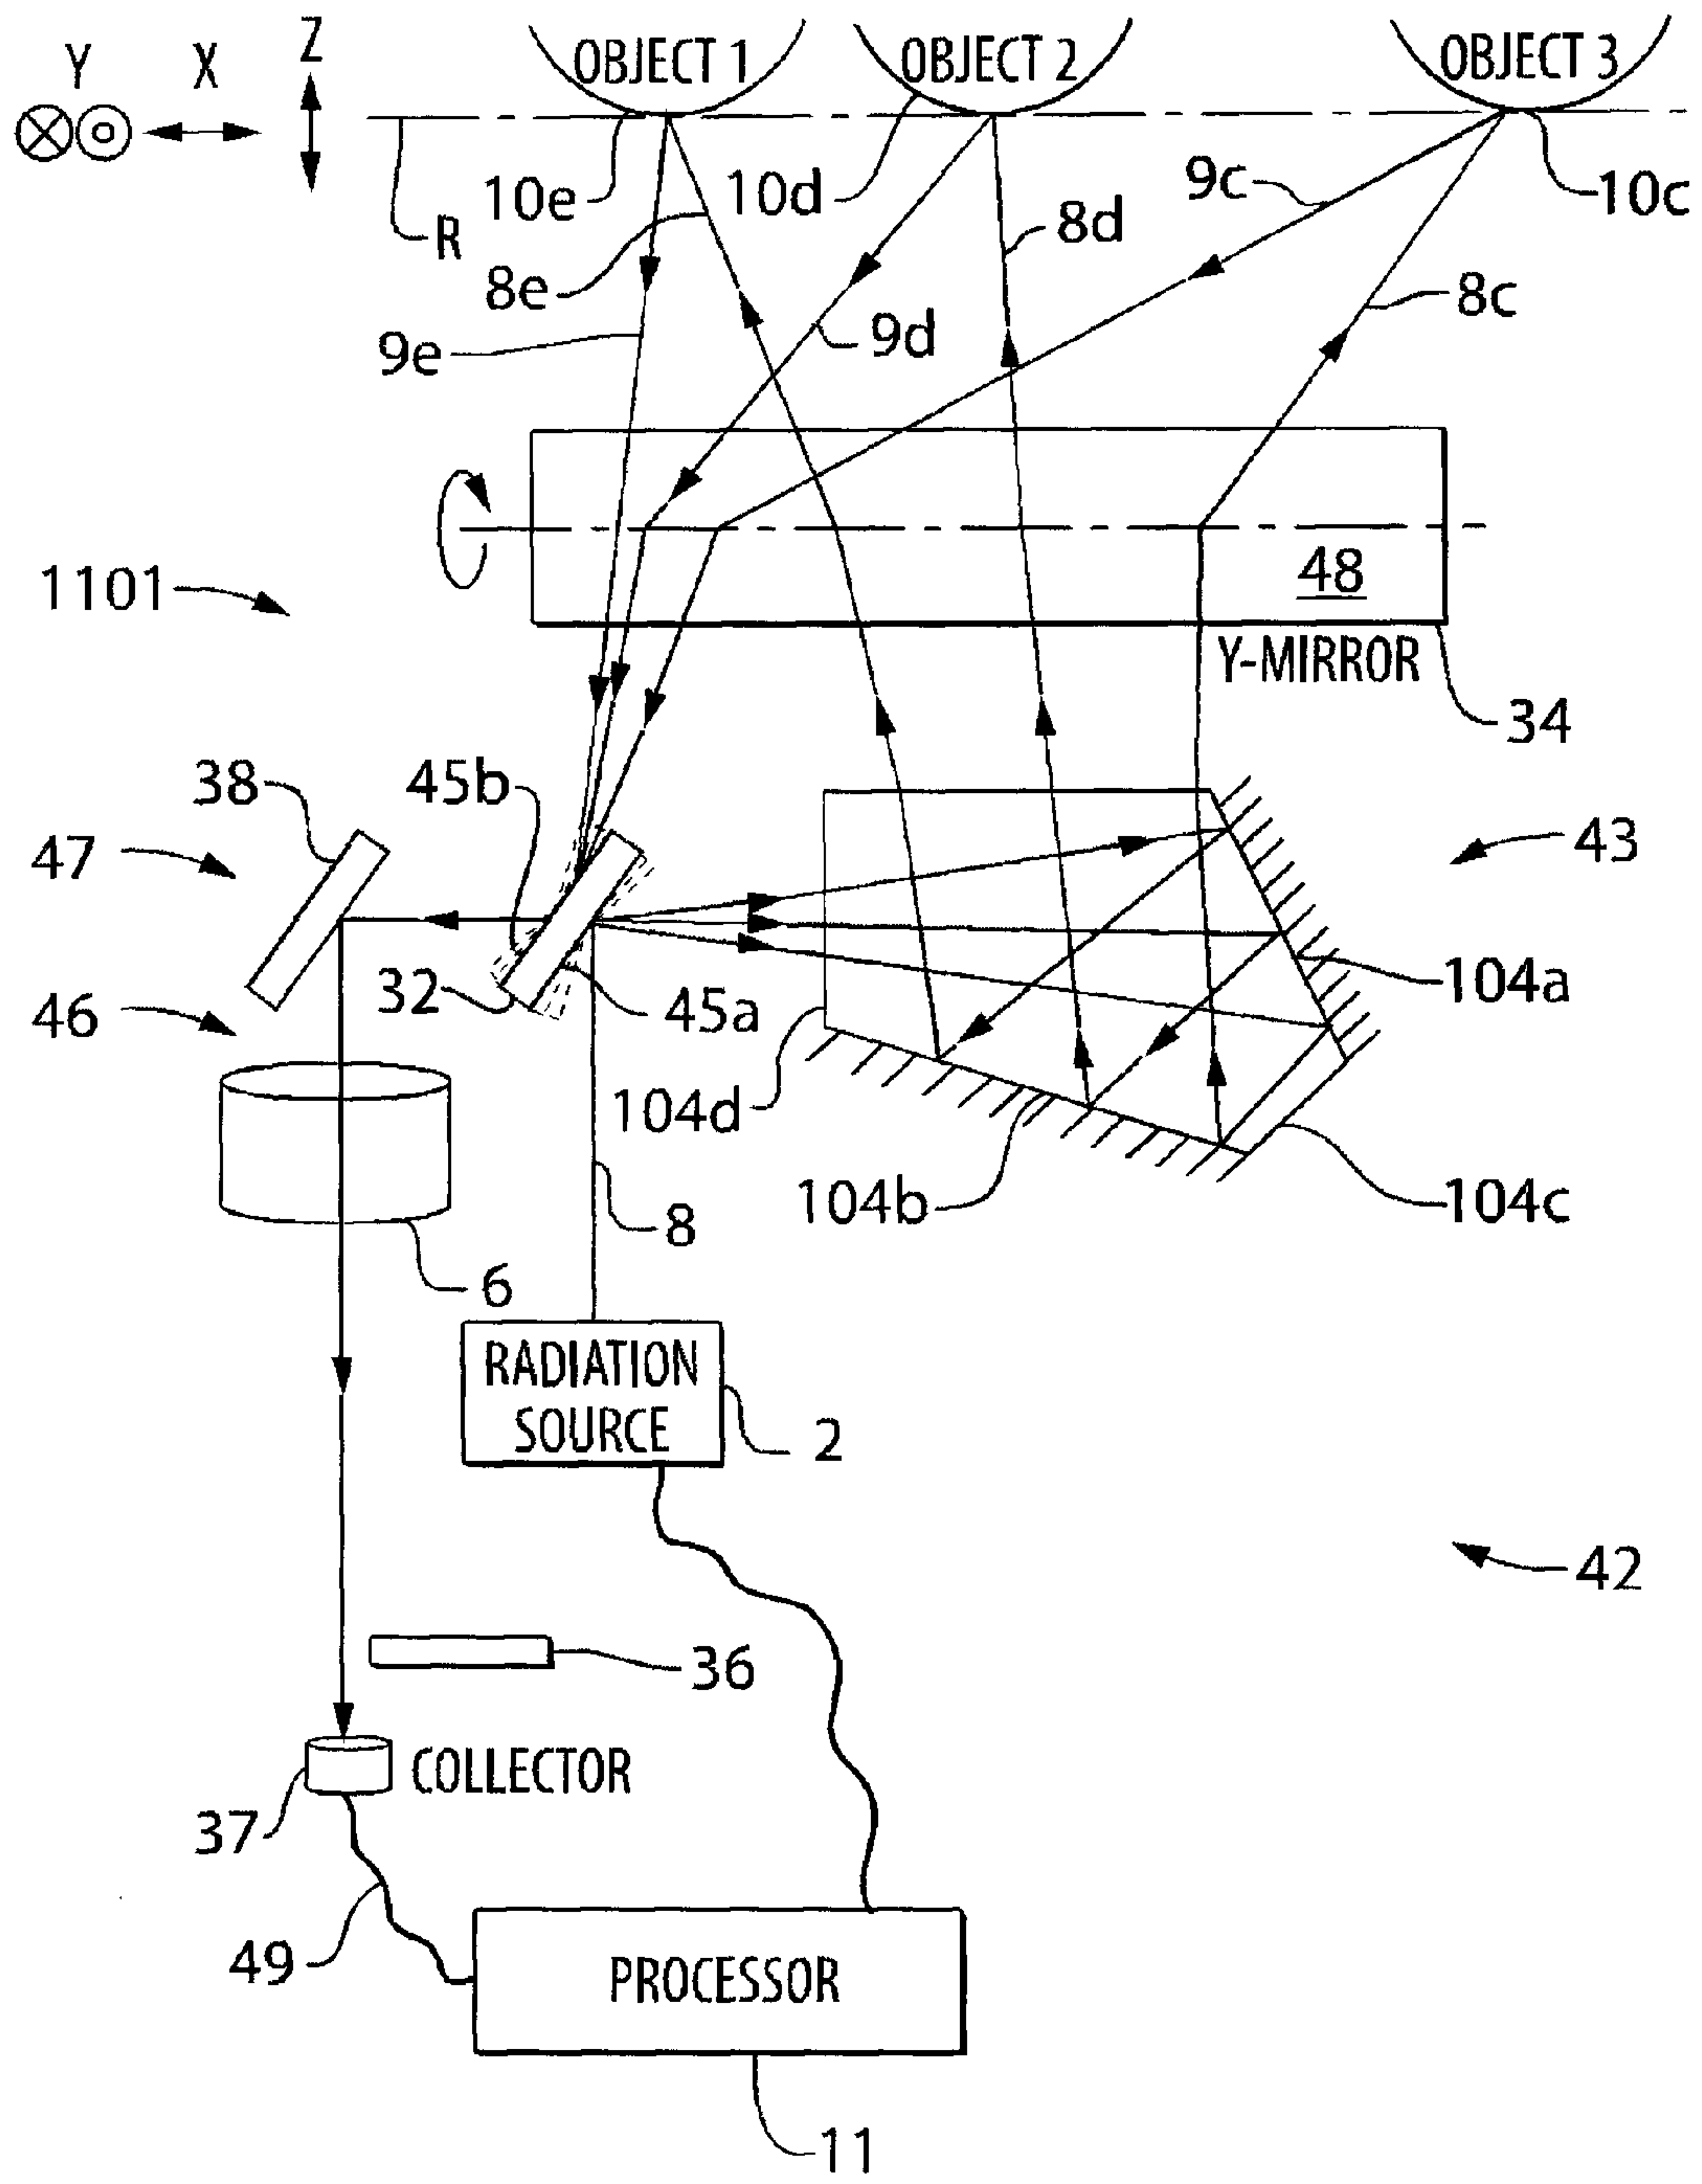 Y X Z
OBJECT 1 OBJECT 2 OBJECT 3
10e 10d 9c 10c
R 8e 8d
9e 9d 8c
1101 48
Y-MIRROR
34
38 45b
47 43
32 45a 104a
46
104d
104b 104c
6 8
RADIATION
SOURCE
2
42
36
COLLECTOR
37
49
PROCESSOR
11